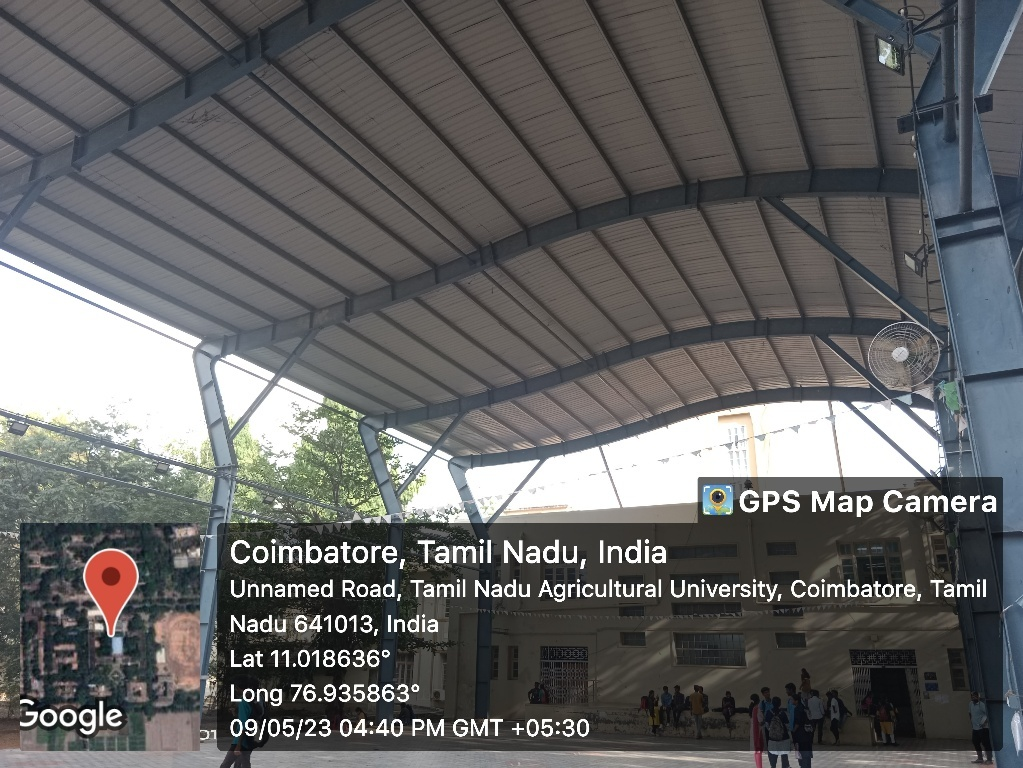 GPS Map Camera
Coimbatore, Tamil Nadu, India
Unnamed Road, Tamil Nadu Agricultural University, Coimbatore, Tamil
Nadu 641013, India
Lat 11.018636°
Long 76.935863°
09/05/23 04:40 PM GMT +05:30
Google